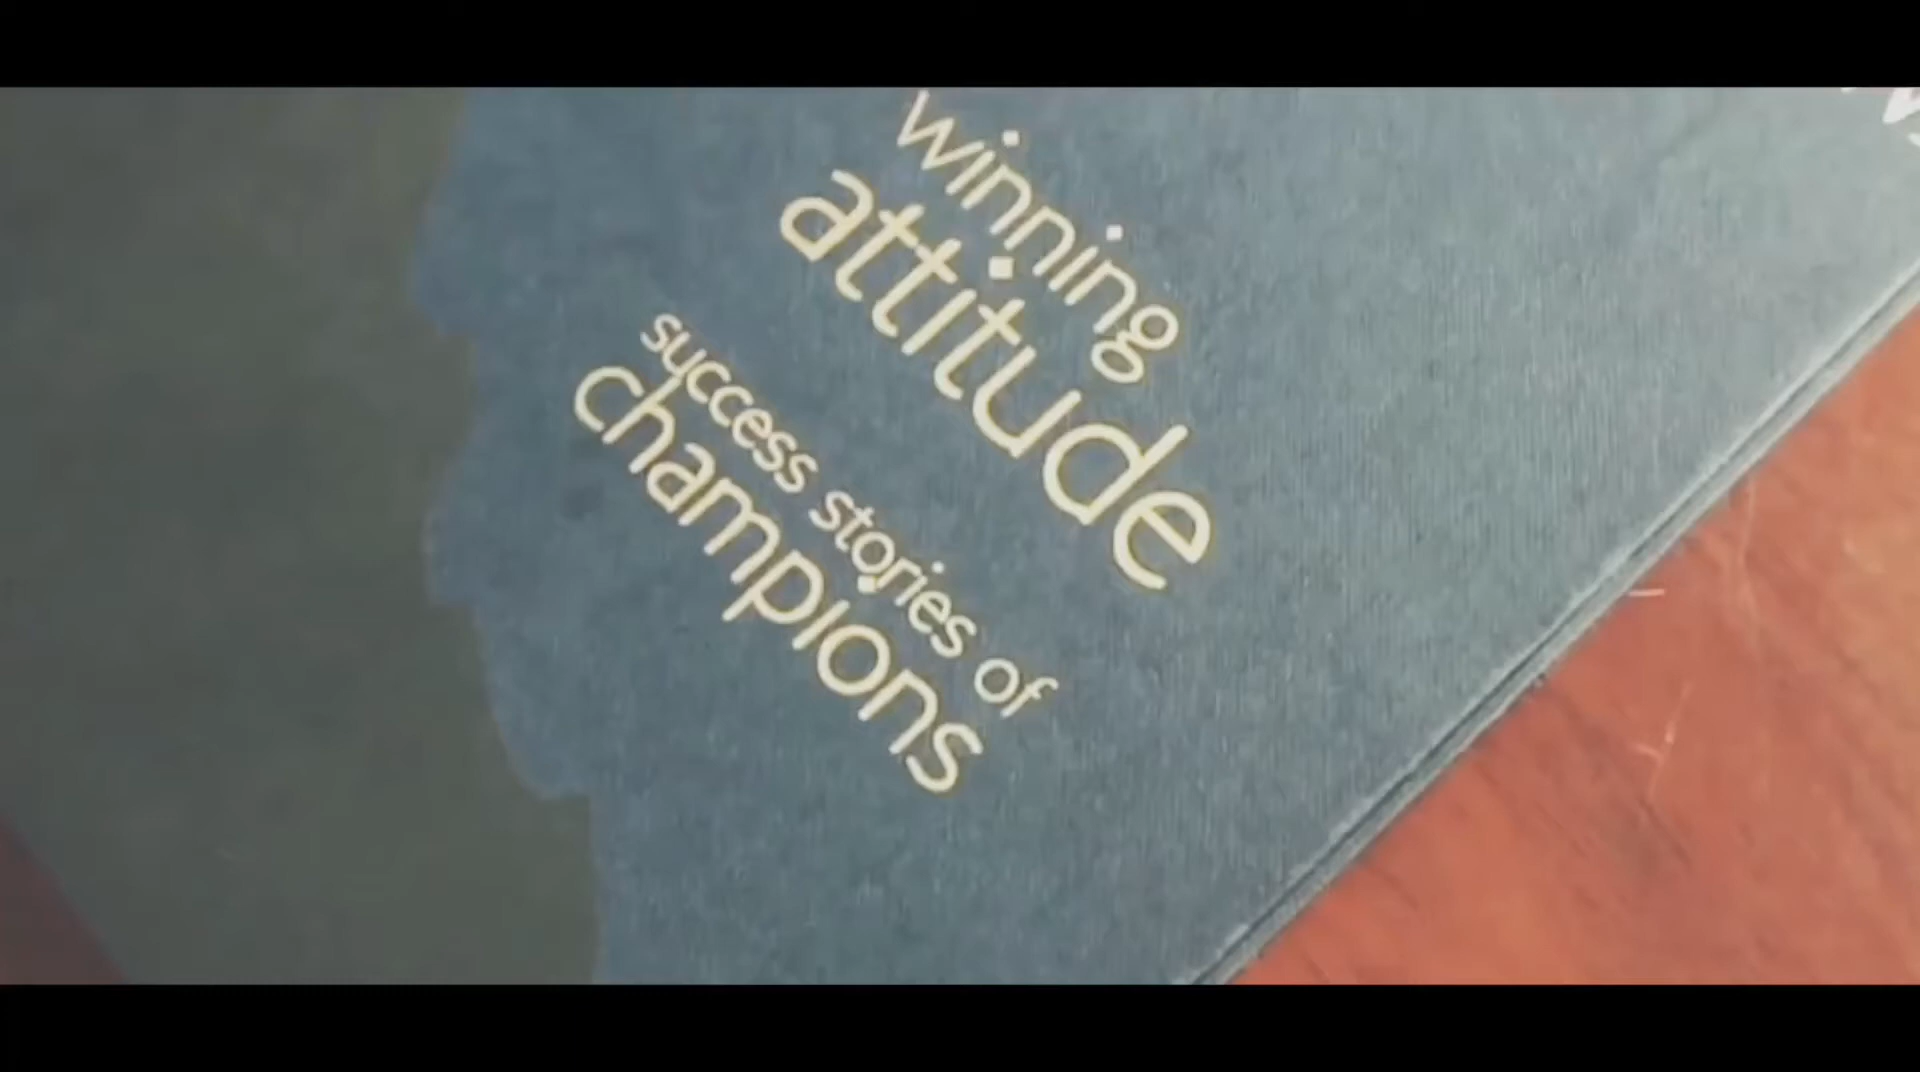 winning
attitude
success stories of
champions